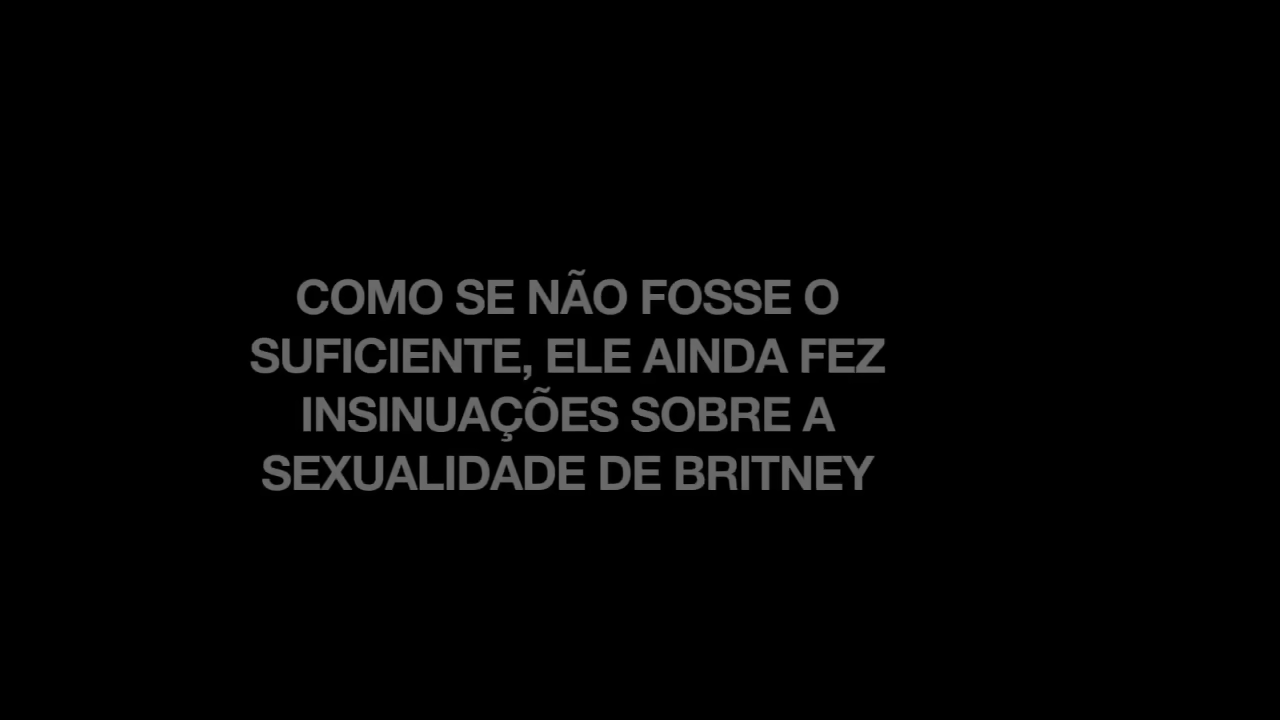 COMO SE NÃO FOSSE O
SUFICIENTE, ELE AINDA FEZ
INSINUAÇÕES SOBRE A
SEXUALIDADE DE BRITNEY